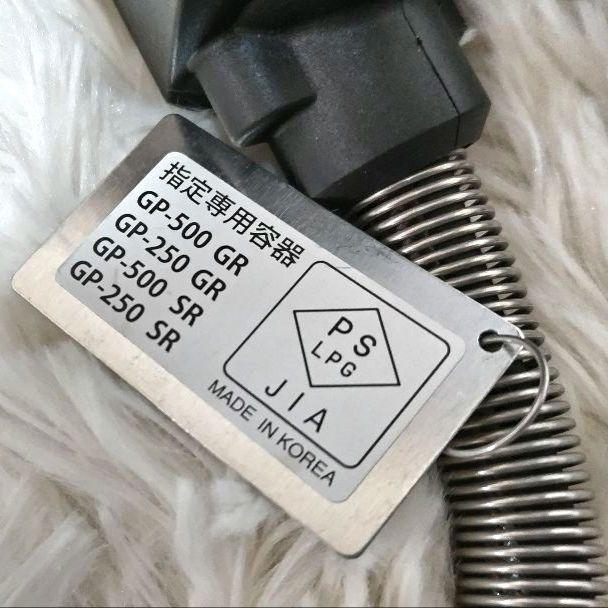 指定専用容器
GP-500 GR
GP-250 GR
GP-500 SR
GP-250 SR
PS
LPG
JIA
MADE IN KOREA